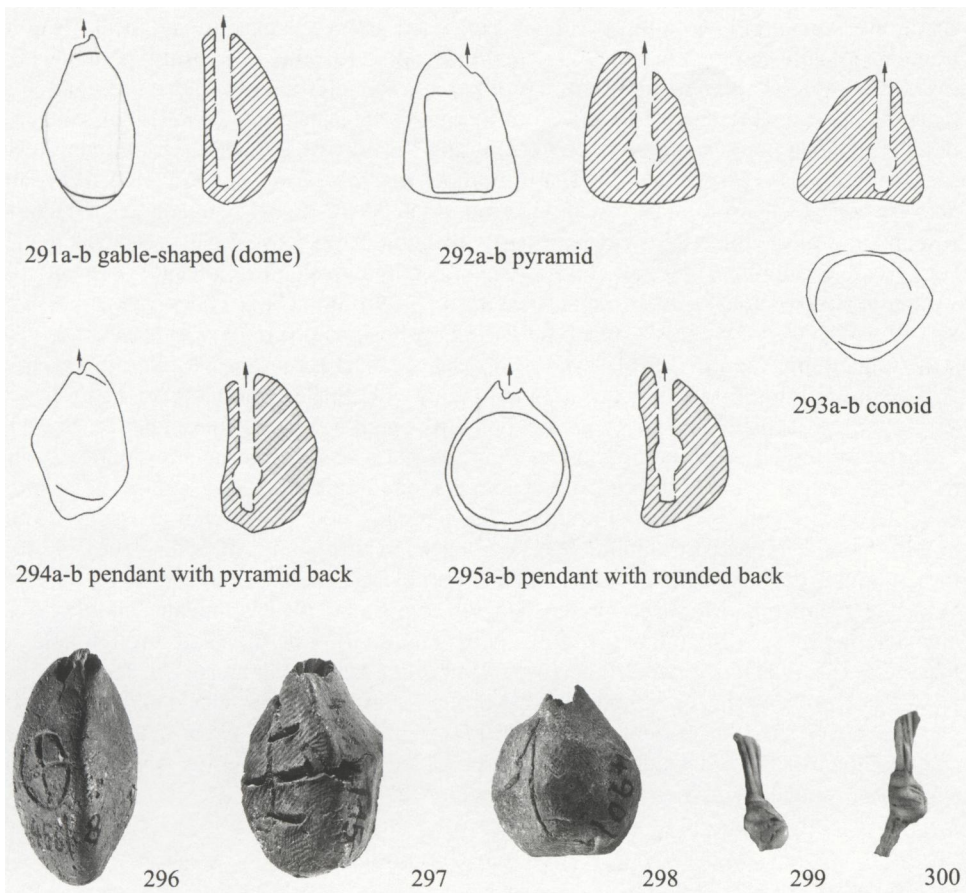 291a-b gable-shaped (dome)
292a-b pyramid
293a-b conoid
294a-b pendant with pyramid back
295a-b pendant with rounded back
296
297
298
299
300